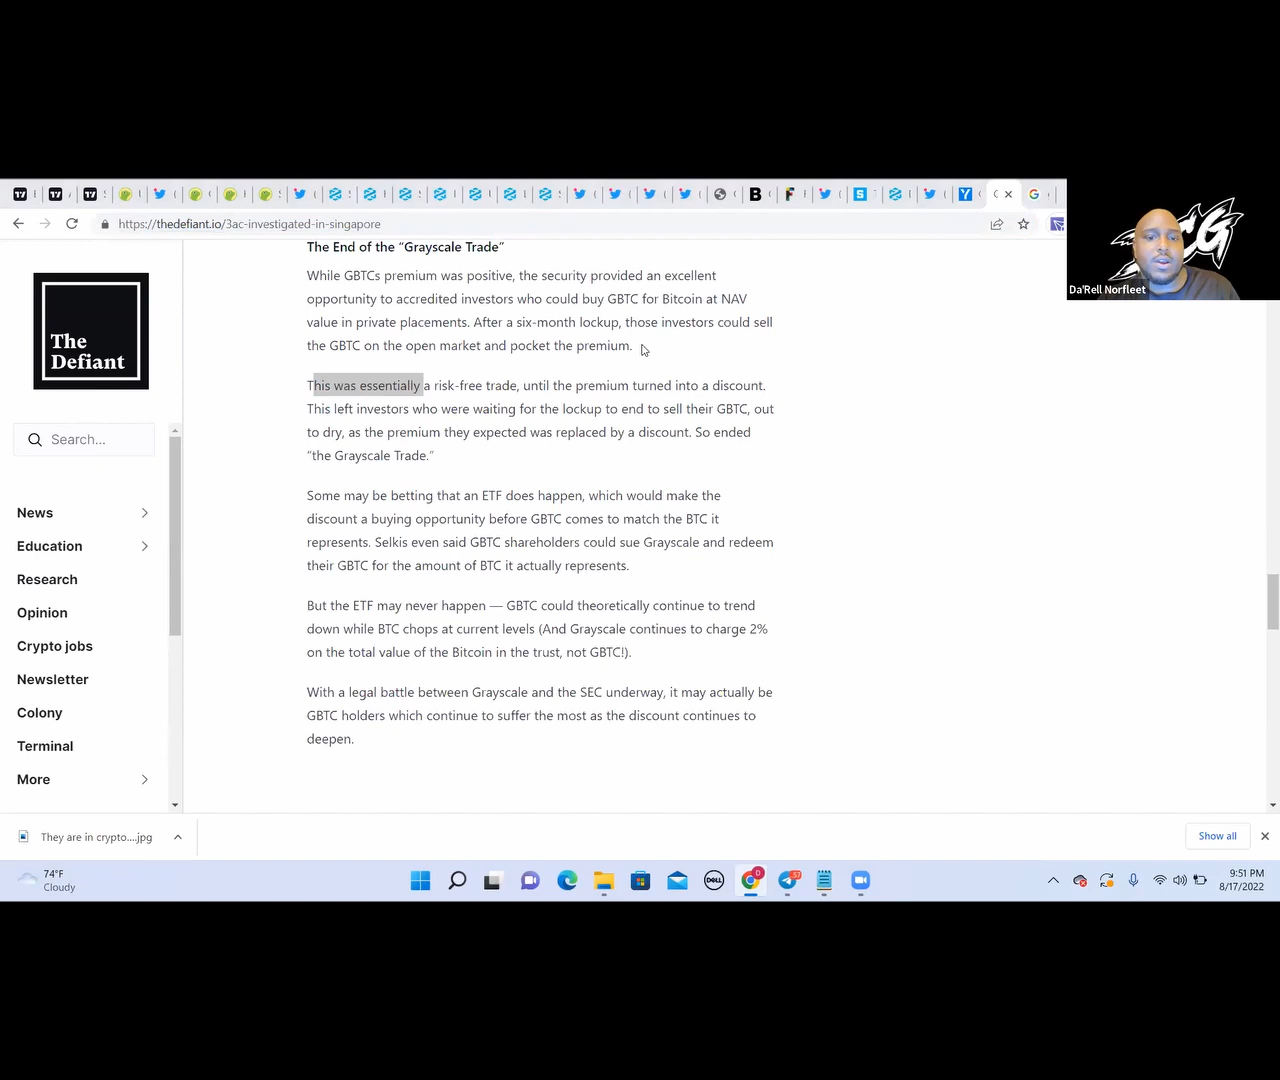 https://thedefiant.io/3ac-investigated-in-singapore
CG
Da'Rell Norfleet
The
Defiant
Search...
News
Education
Research
Opinion
Crypto jobs
Newsletter
Colony
Terminal
More
The End of the “Grayscale Trade”
While GBTCs premium was positive, the security provided an excellent
opportunity to accredited investors who could buy GBTC for Bitcoin at NAV
value in private placements. After a six-month lockup, those investors could sell
the GBTC on the open market and pocket the premium.
This was essentially a risk-free trade, until the premium turned into a discount.
This left investors who were waiting for the lockup to end to sell their GBTC, out
to dry, as the premium they expected was replaced by a discount. So ended
“the Grayscale Trade.”
Some may be betting that an ETF does happen, which would make the
discount a buying opportunity before GBTC comes to match the BTC it
represents. Selkis even said GBTC shareholders could sue Grayscale and redeem
their GBTC for the amount of BTC it actually represents.
But the ETF may never happen — GBTC could theoretically continue to trend
down while BTC chops at current levels (And Grayscale continues to charge 2%
on the total value of the Bitcoin in the trust, not GBTC!).
With a legal battle between Grayscale and the SEC underway, it may actually be
GBTC holders which continue to suffer the most as the discount continues to
deepen.
They are in crypto....jpg
Show all
74°F
Cloudy
DELL
9:51 PM
8/17/2022